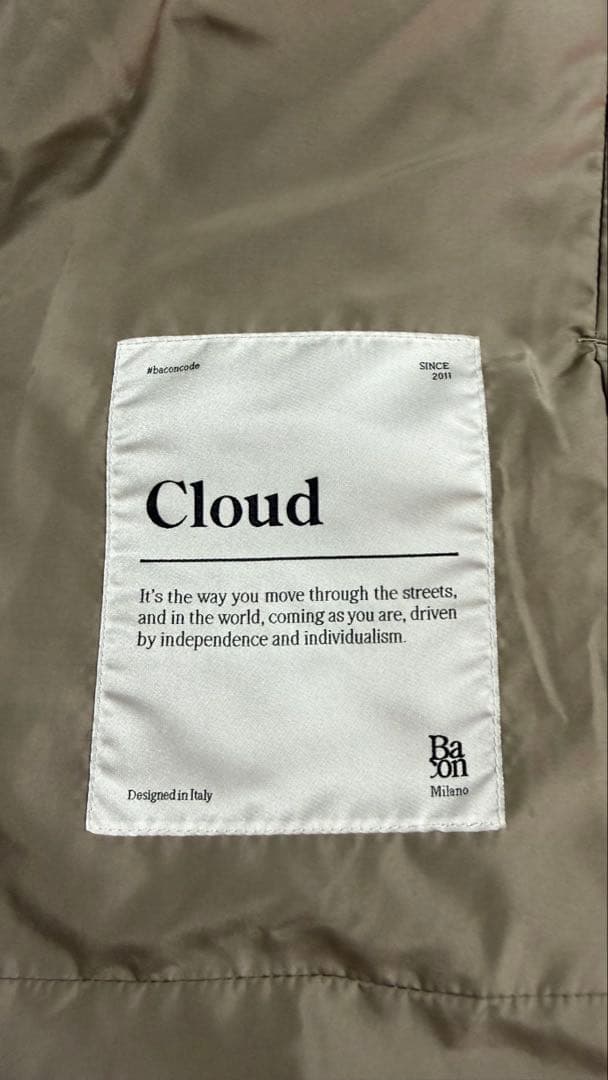 #baconcode
SINCE
2011
Cloud
It's the way you move through the streets,
and in the world, coming as you are, driven
by independence and individualism.
Ba
con
Milano
Designed in Italy